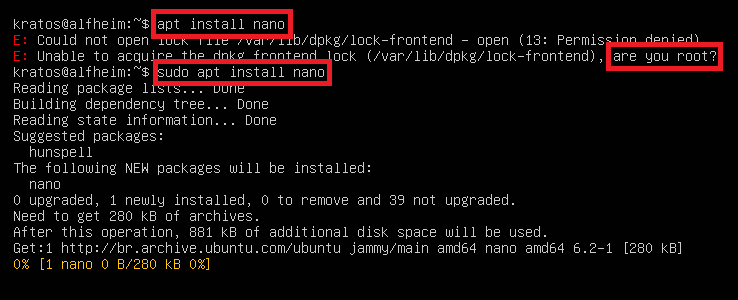 kratos@alfheim:~$ apt install nano
E: Could not open lock file /var/lib/dpkg/lock-frontend - open (13: Permission denied)
E: Unable to acquire the dpkg frontend lock (/var/lib/dpkg/lock-frontend), are you root?
kratos@alfheim:~$ sudo apt install nano
Reading package lists... Done
Building dependency tree... Done
Reading state information... Done
Suggested packages:
  hunspell
The following NEW packages will be installed:
  nano
0 upgraded, 1 newly installed, 0 to remove and 39 not upgraded.
Need to get 280 kB of archives.
After this operation, 881 kB of additional disk space will be used.
Get:1 http://br.archive.ubuntu.com/ubuntu jammy/main amd64 nano amd64 6.2-1 [280 kB]
0% [1 nano 0 B/280 kB 0%]